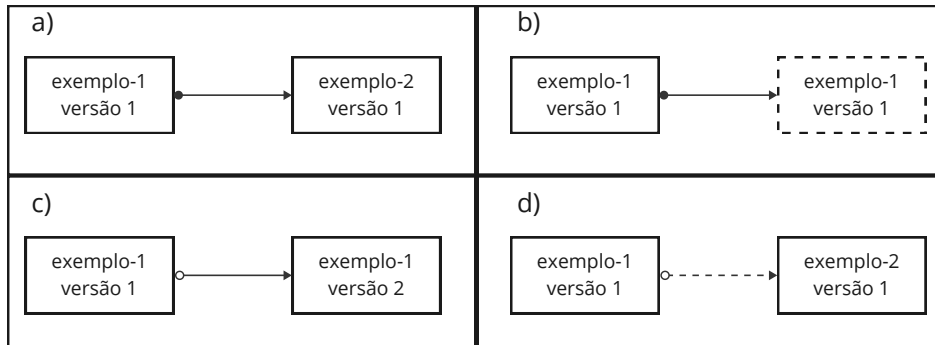 a)
exemplo-1
versão 1
exemplo-2
versão 1
b)
exemplo-1
versão 1
exemplo-1
versão 1
c)
exemplo-1
versão 1
exemplo-1
versão 2
d)
exemplo-1
versão 1
exemplo-2
versão 1